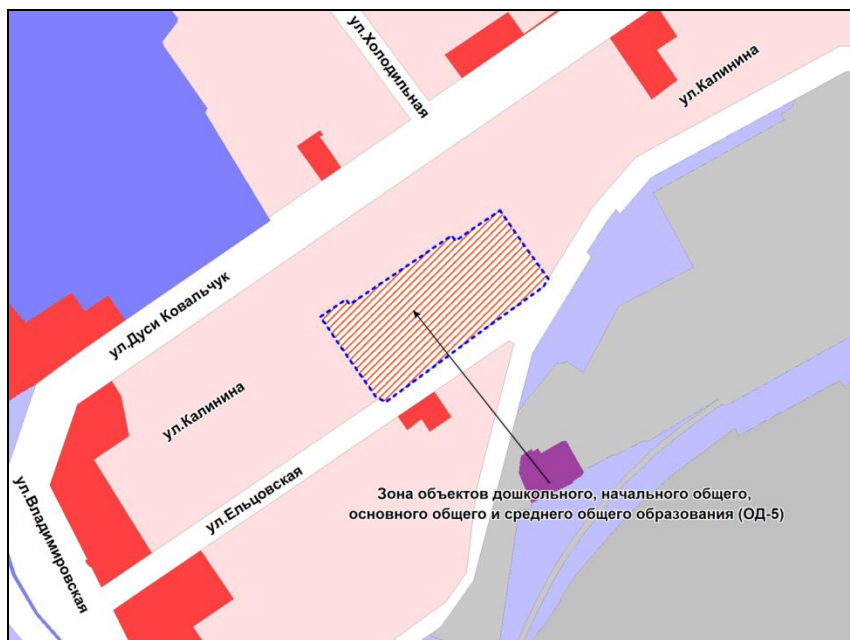 ул.Холодильная
ул.Калинина
ул.Дуси Ковальчук
ул.Калинина
ул.Ельцовская
ул.Владимировская
Зона объектов дошкольного, начального общего,
основного общего и среднего общего образования (ОД-5)